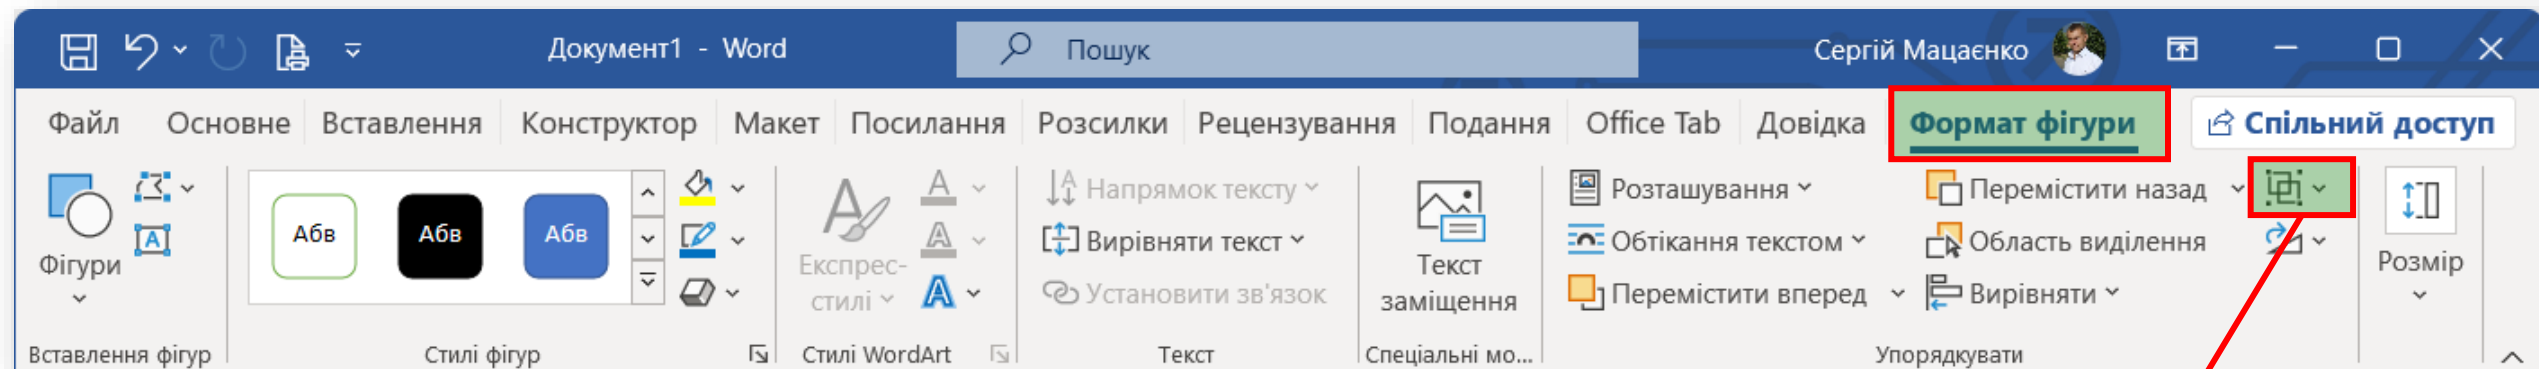 Документ1 - Word
Пошук
Сергій Мацаєнко
Файл Основне Вставлення Конструктор Макет Посилання Розсилки Рецензування Подання Office Tab Довідка Формат фігури Спільний доступ
Фігури
Абв Абв Абв
Експрес-
стилі
Напрямок тексту
Вирівняти текст
Установити зв'язок
Текст
заміщення
Розташування
Обтікання текстом
Перемістити вперед
Перемістити назад
Область виділення
Вирівняти
Розмір
Вставлення фігур Стилі фігур Стилі WordArt Текст Спеціальні мо... Упорядкувати